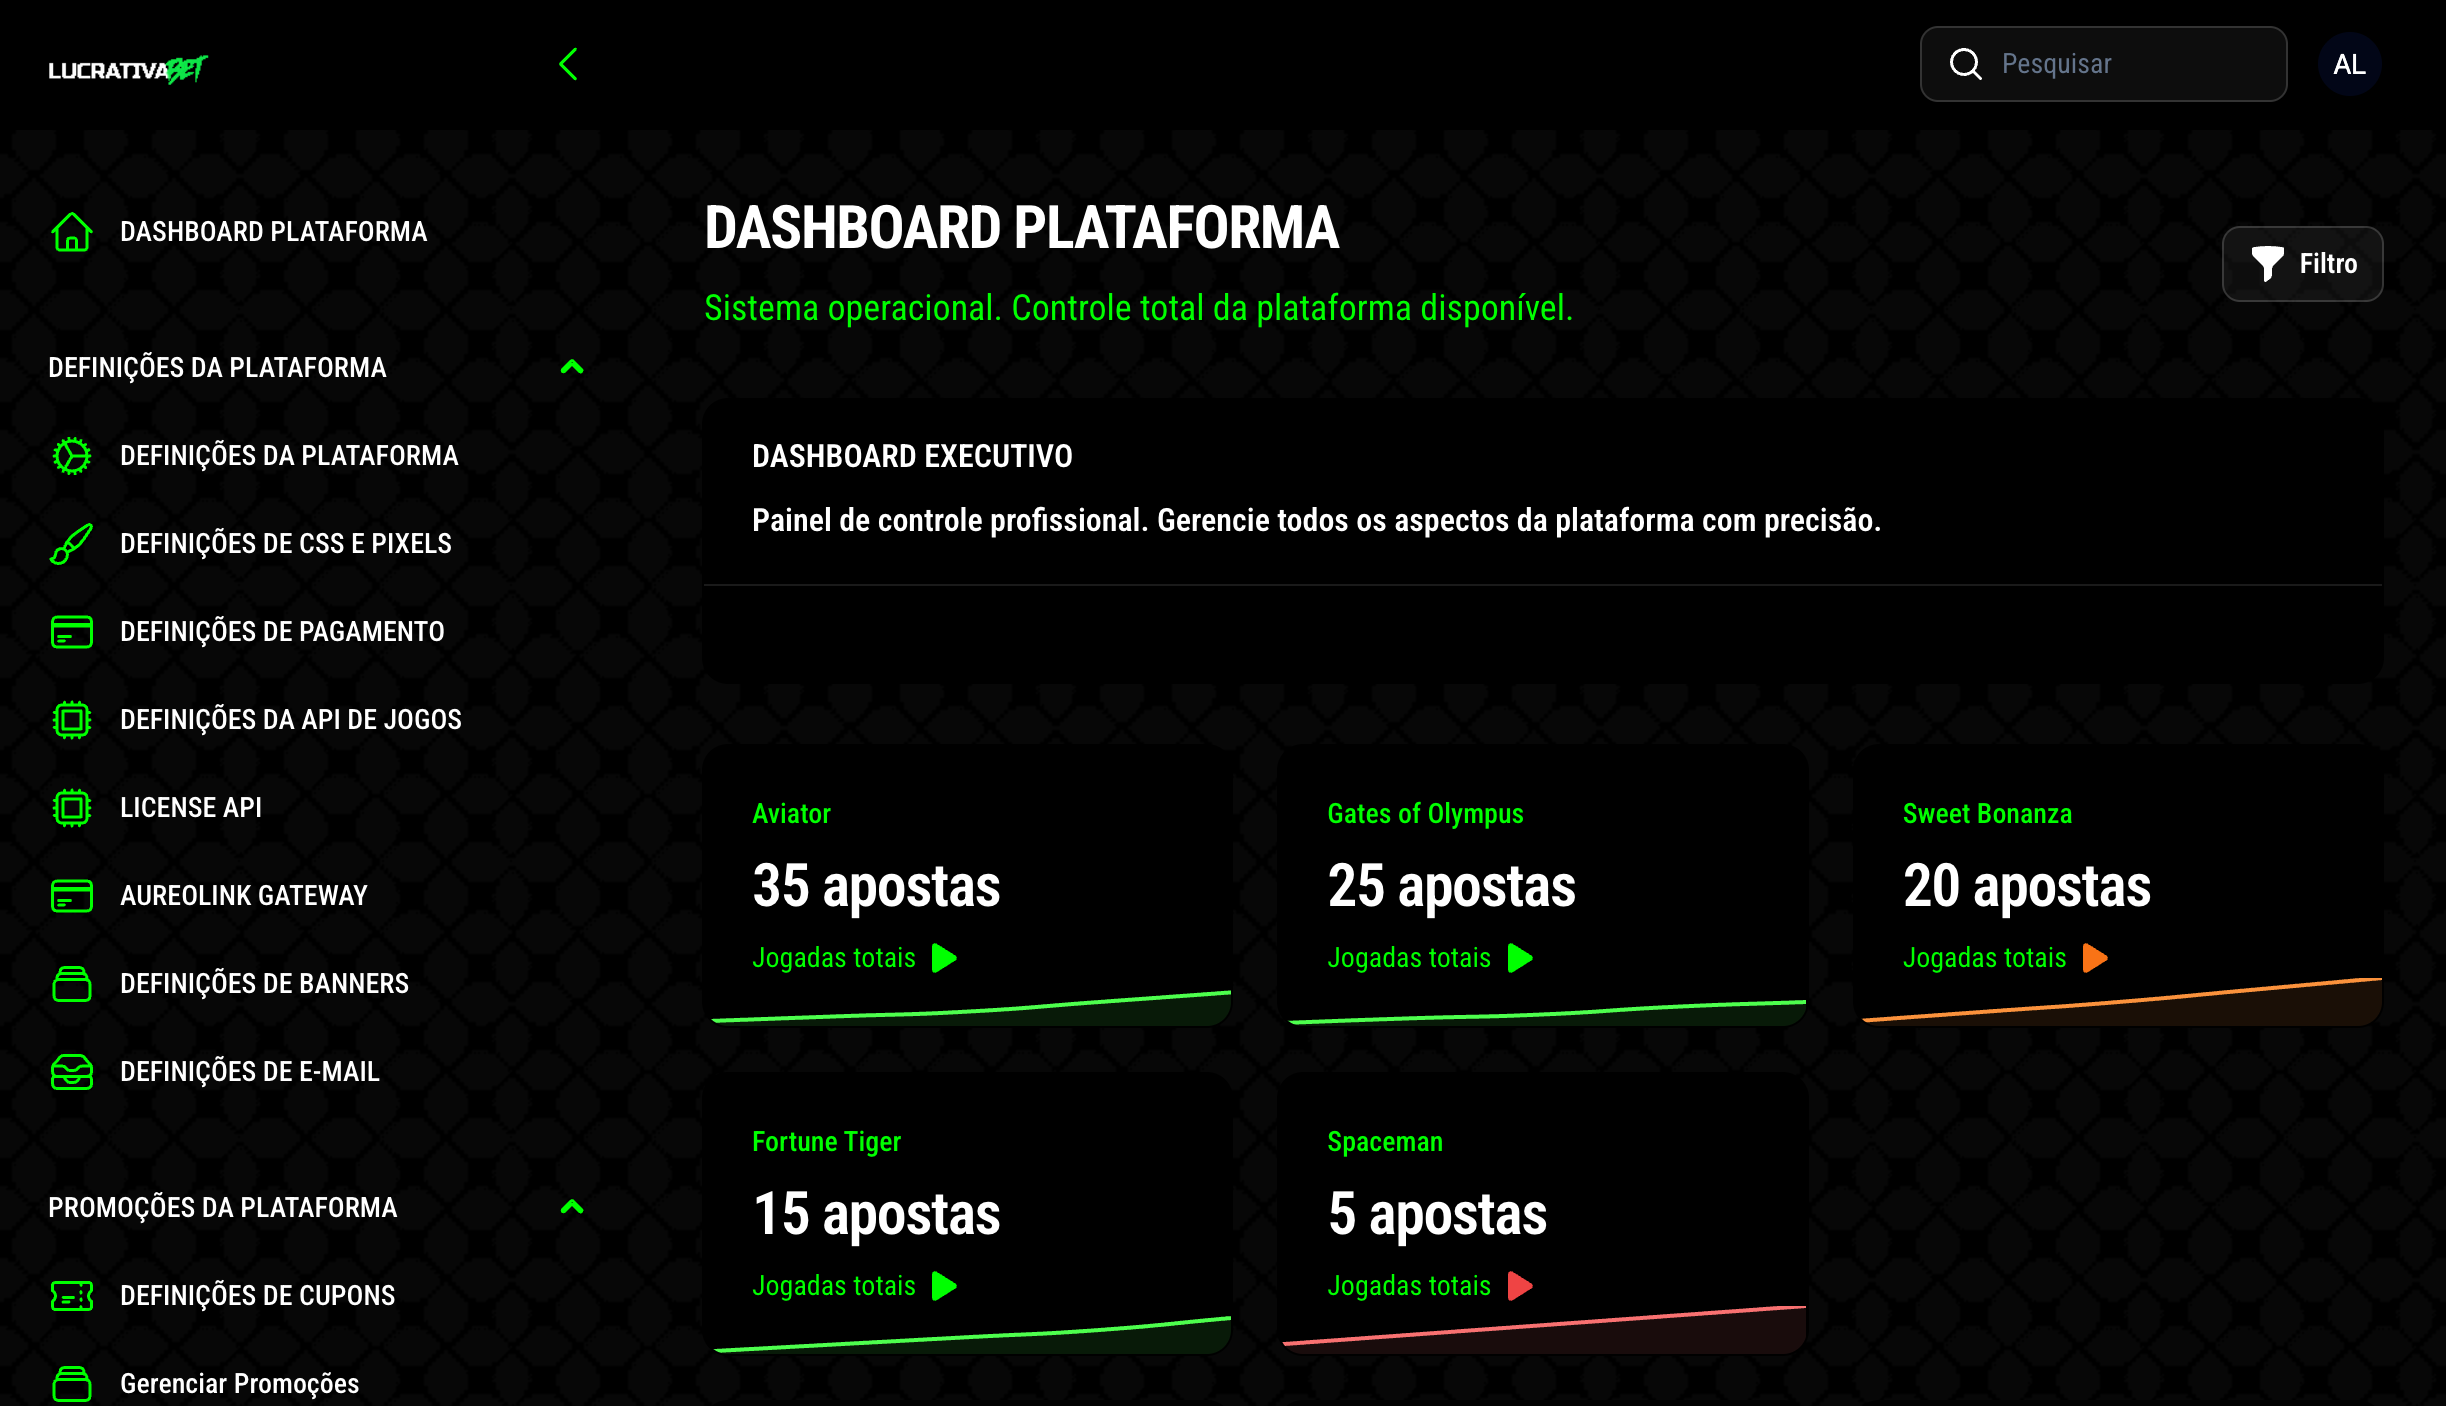 LUCRATIVABET
Pesquisar
AL
DASHBOARD PLATAFORMA
DEFINIÇÕES DA PLATAFORMA
DEFINIÇÕES DA PLATAFORMA
DEFINIÇÕES DE CSS E PIXELS
DEFINIÇÕES DE PAGAMENTO
DEFINIÇÕES DA API DE JOGOS
LICENSE API
AUREOLINK GATEWAY
DEFINIÇÕES DE BANNERS
DEFINIÇÕES DE E-MAIL
PROMOÇÕES DA PLATAFORMA
DEFINIÇÕES DE CUPONS
Gerenciar Promoções
DASHBOARD PLATAFORMA
Sistema operacional. Controle total da plataforma disponível.
Filtro
DASHBOARD EXECUTIVO
Painel de controle profissional. Gerencie todos os aspectos da plataforma com precisão.
Aviator
35 apostas
Jogadas totais
Gates of Olympus
25 apostas
Jogadas totais
Sweet Bonanza
20 apostas
Jogadas totais
Fortune Tiger
15 apostas
Jogadas totais
Spaceman
5 apostas
Jogadas totais